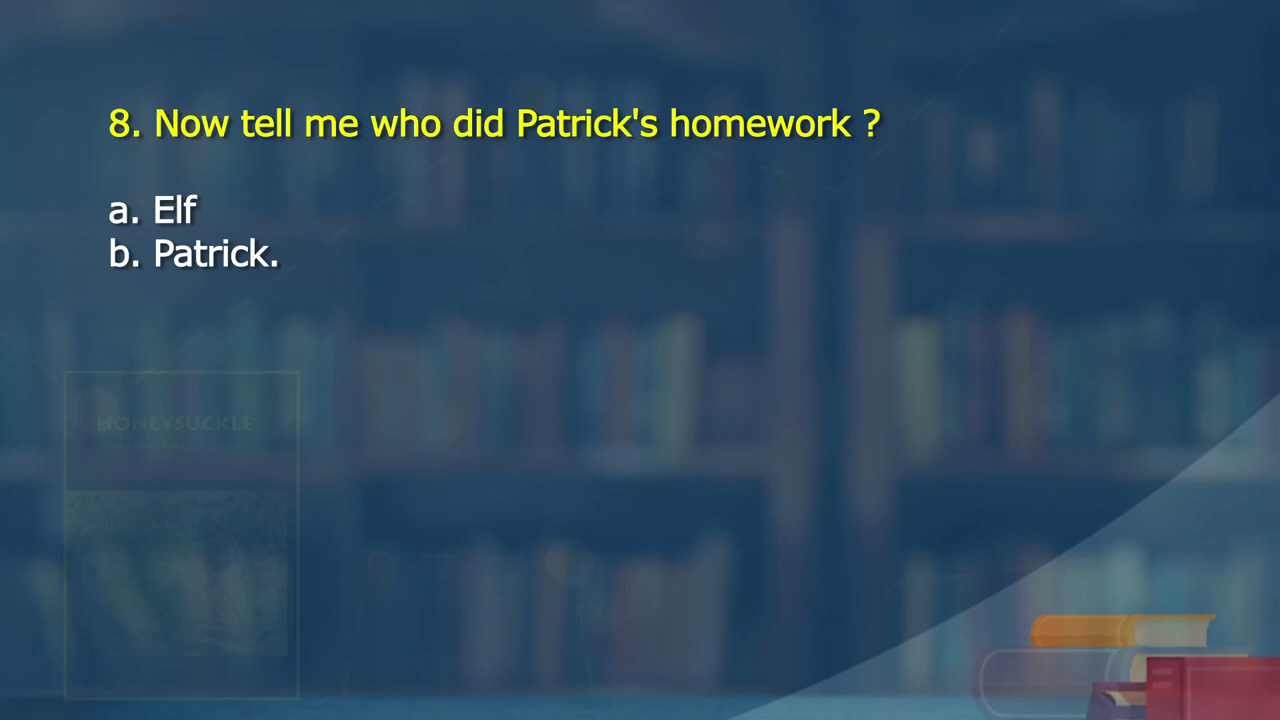 8. Now tell me who did Patrick's homework ?
a. Elf
b. Patrick.
HONEYSUCKLE